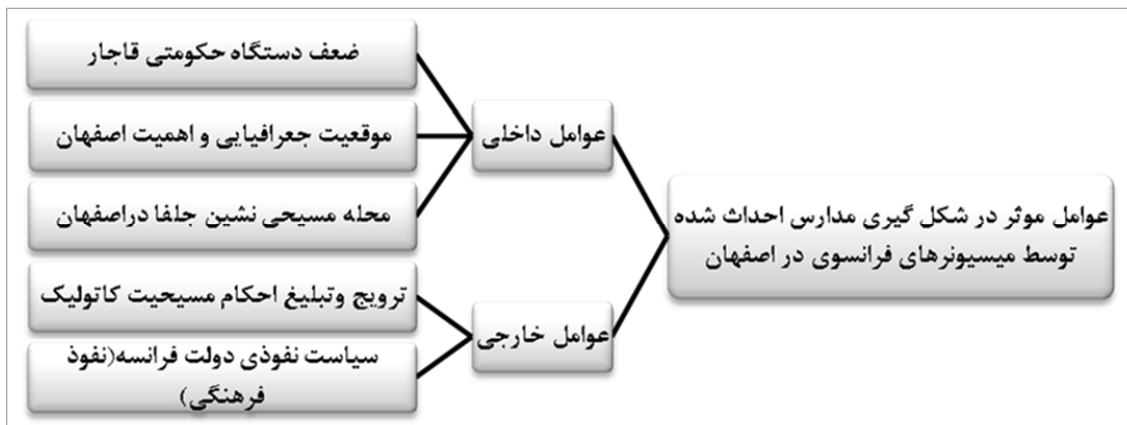 عوامل موثر در شکل گیری مدارس احداث شده
توسط میسیونرهای فرانسوی در اصفهان
عوامل داخلی
ضعف دستگاه حکومتی قاجار
موقعیت جعرافیایی و اهمیت اصفهان
محله مسیحی نشین جلفا دراصفهان
عوامل خارجی
ترویج وتبلیغ احکام مسیحیت کاتولیک
سیاست نفوذی دولت فرانسه(نفوذ
فرهنگی)